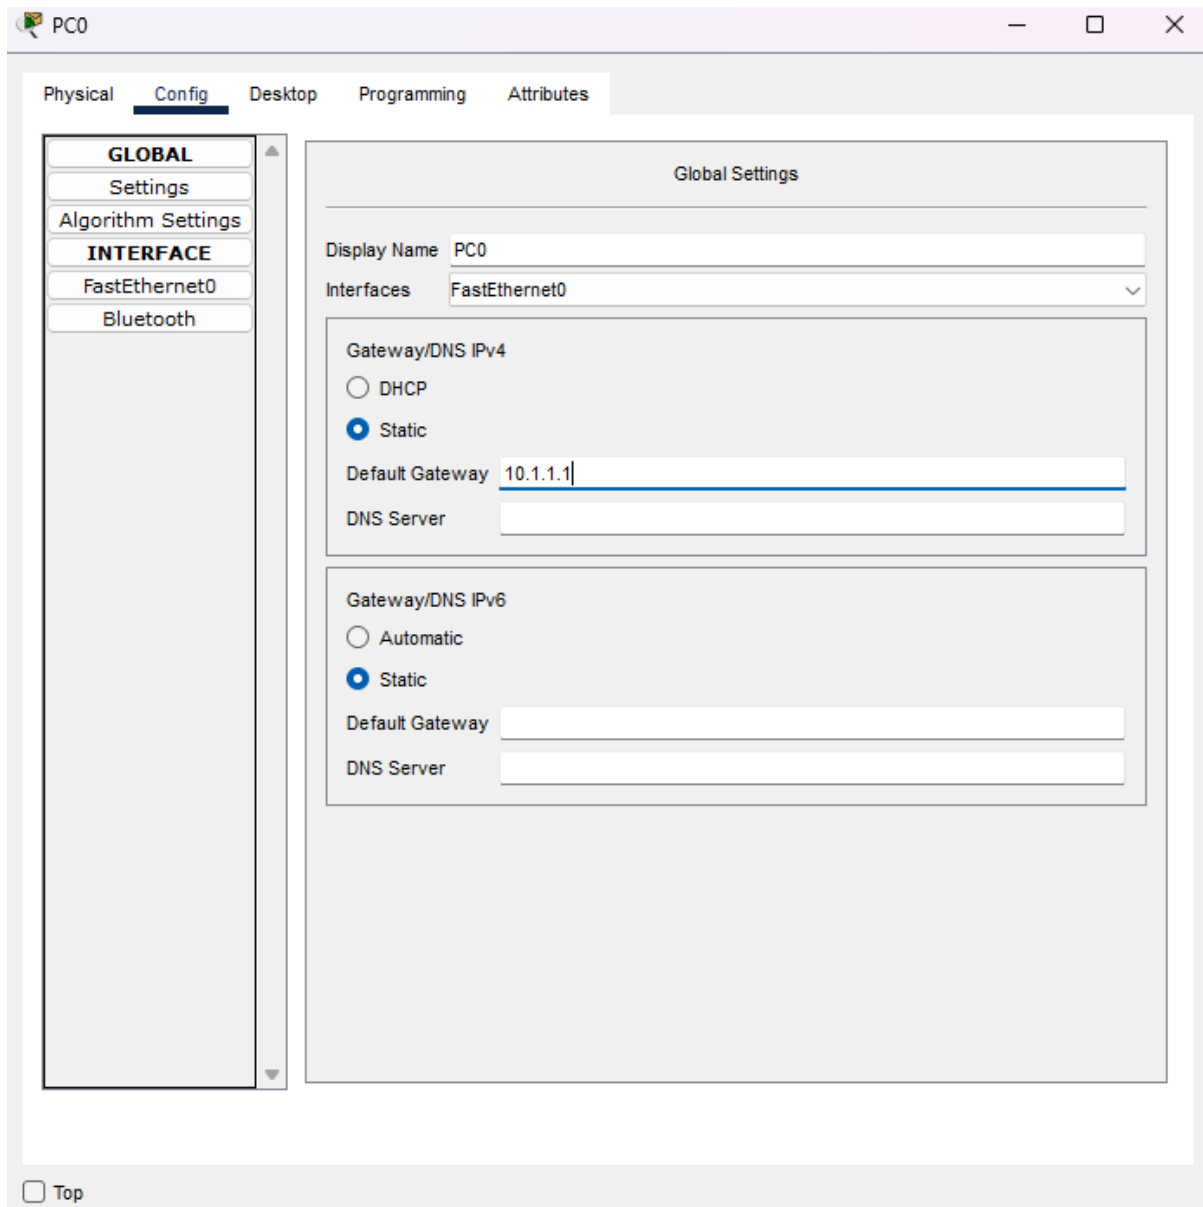 PC0
Physical Config Desktop Programming Attributes
GLOBAL
Settings
Algorithm Settings
INTERFACE
FastEthernet0
Bluetooth
Global Settings
Display Name PC0
Interfaces FastEthernet0
Gateway/DNS IPv4
DHCP
Static
Default Gateway 10.1.1.1
DNS Server
Gateway/DNS IPv6
Automatic
Static
Default Gateway
DNS Server
Top